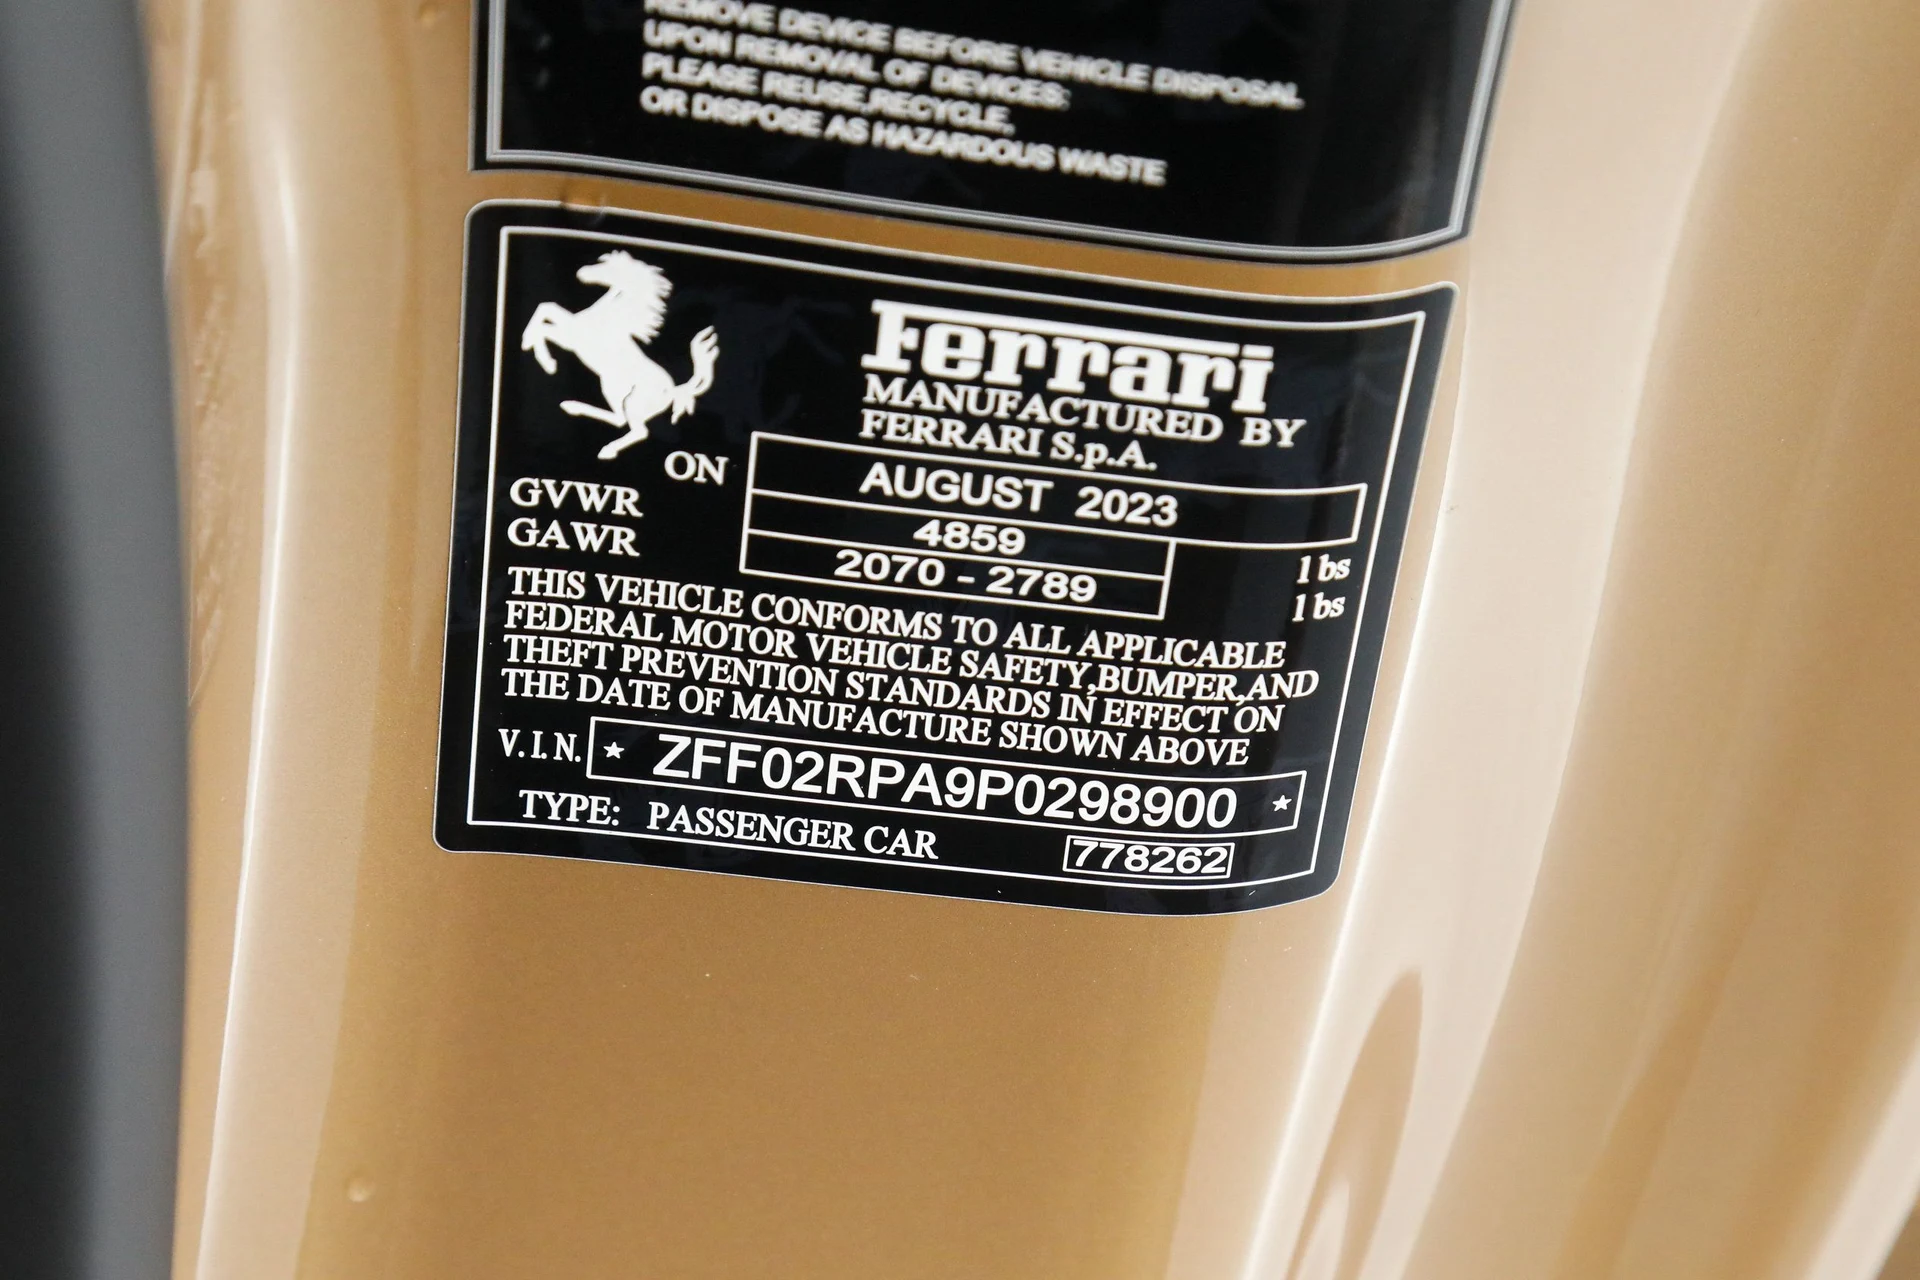 REMOVE DEVICE BEFORE VEHICLE DISPOSAL
UPON REMOVAL OF DEVICES:
PLEASE REUSE,RECYCLE,
OR DISPOSE AS HAZARDOUS WASTE
Ferrari
MANUFACTURED BY
FERRARI S.p.A.
ON AUGUST 2023
GVWR 4859 lbs
GAWR 2070 - 2789 lbs
THIS VEHICLE CONFORMS TO ALL APPLICABLE
FEDERAL MOTOR VEHICLE SAFETY,BUMPER,AND
THEFT PREVENTION STANDARDS IN EFFECT ON
THE DATE OF MANUFACTURE SHOWN ABOVE
V.I.N. ★ ZFF02RPA9P0298900 ★
TYPE: PASSENGER CAR 778262